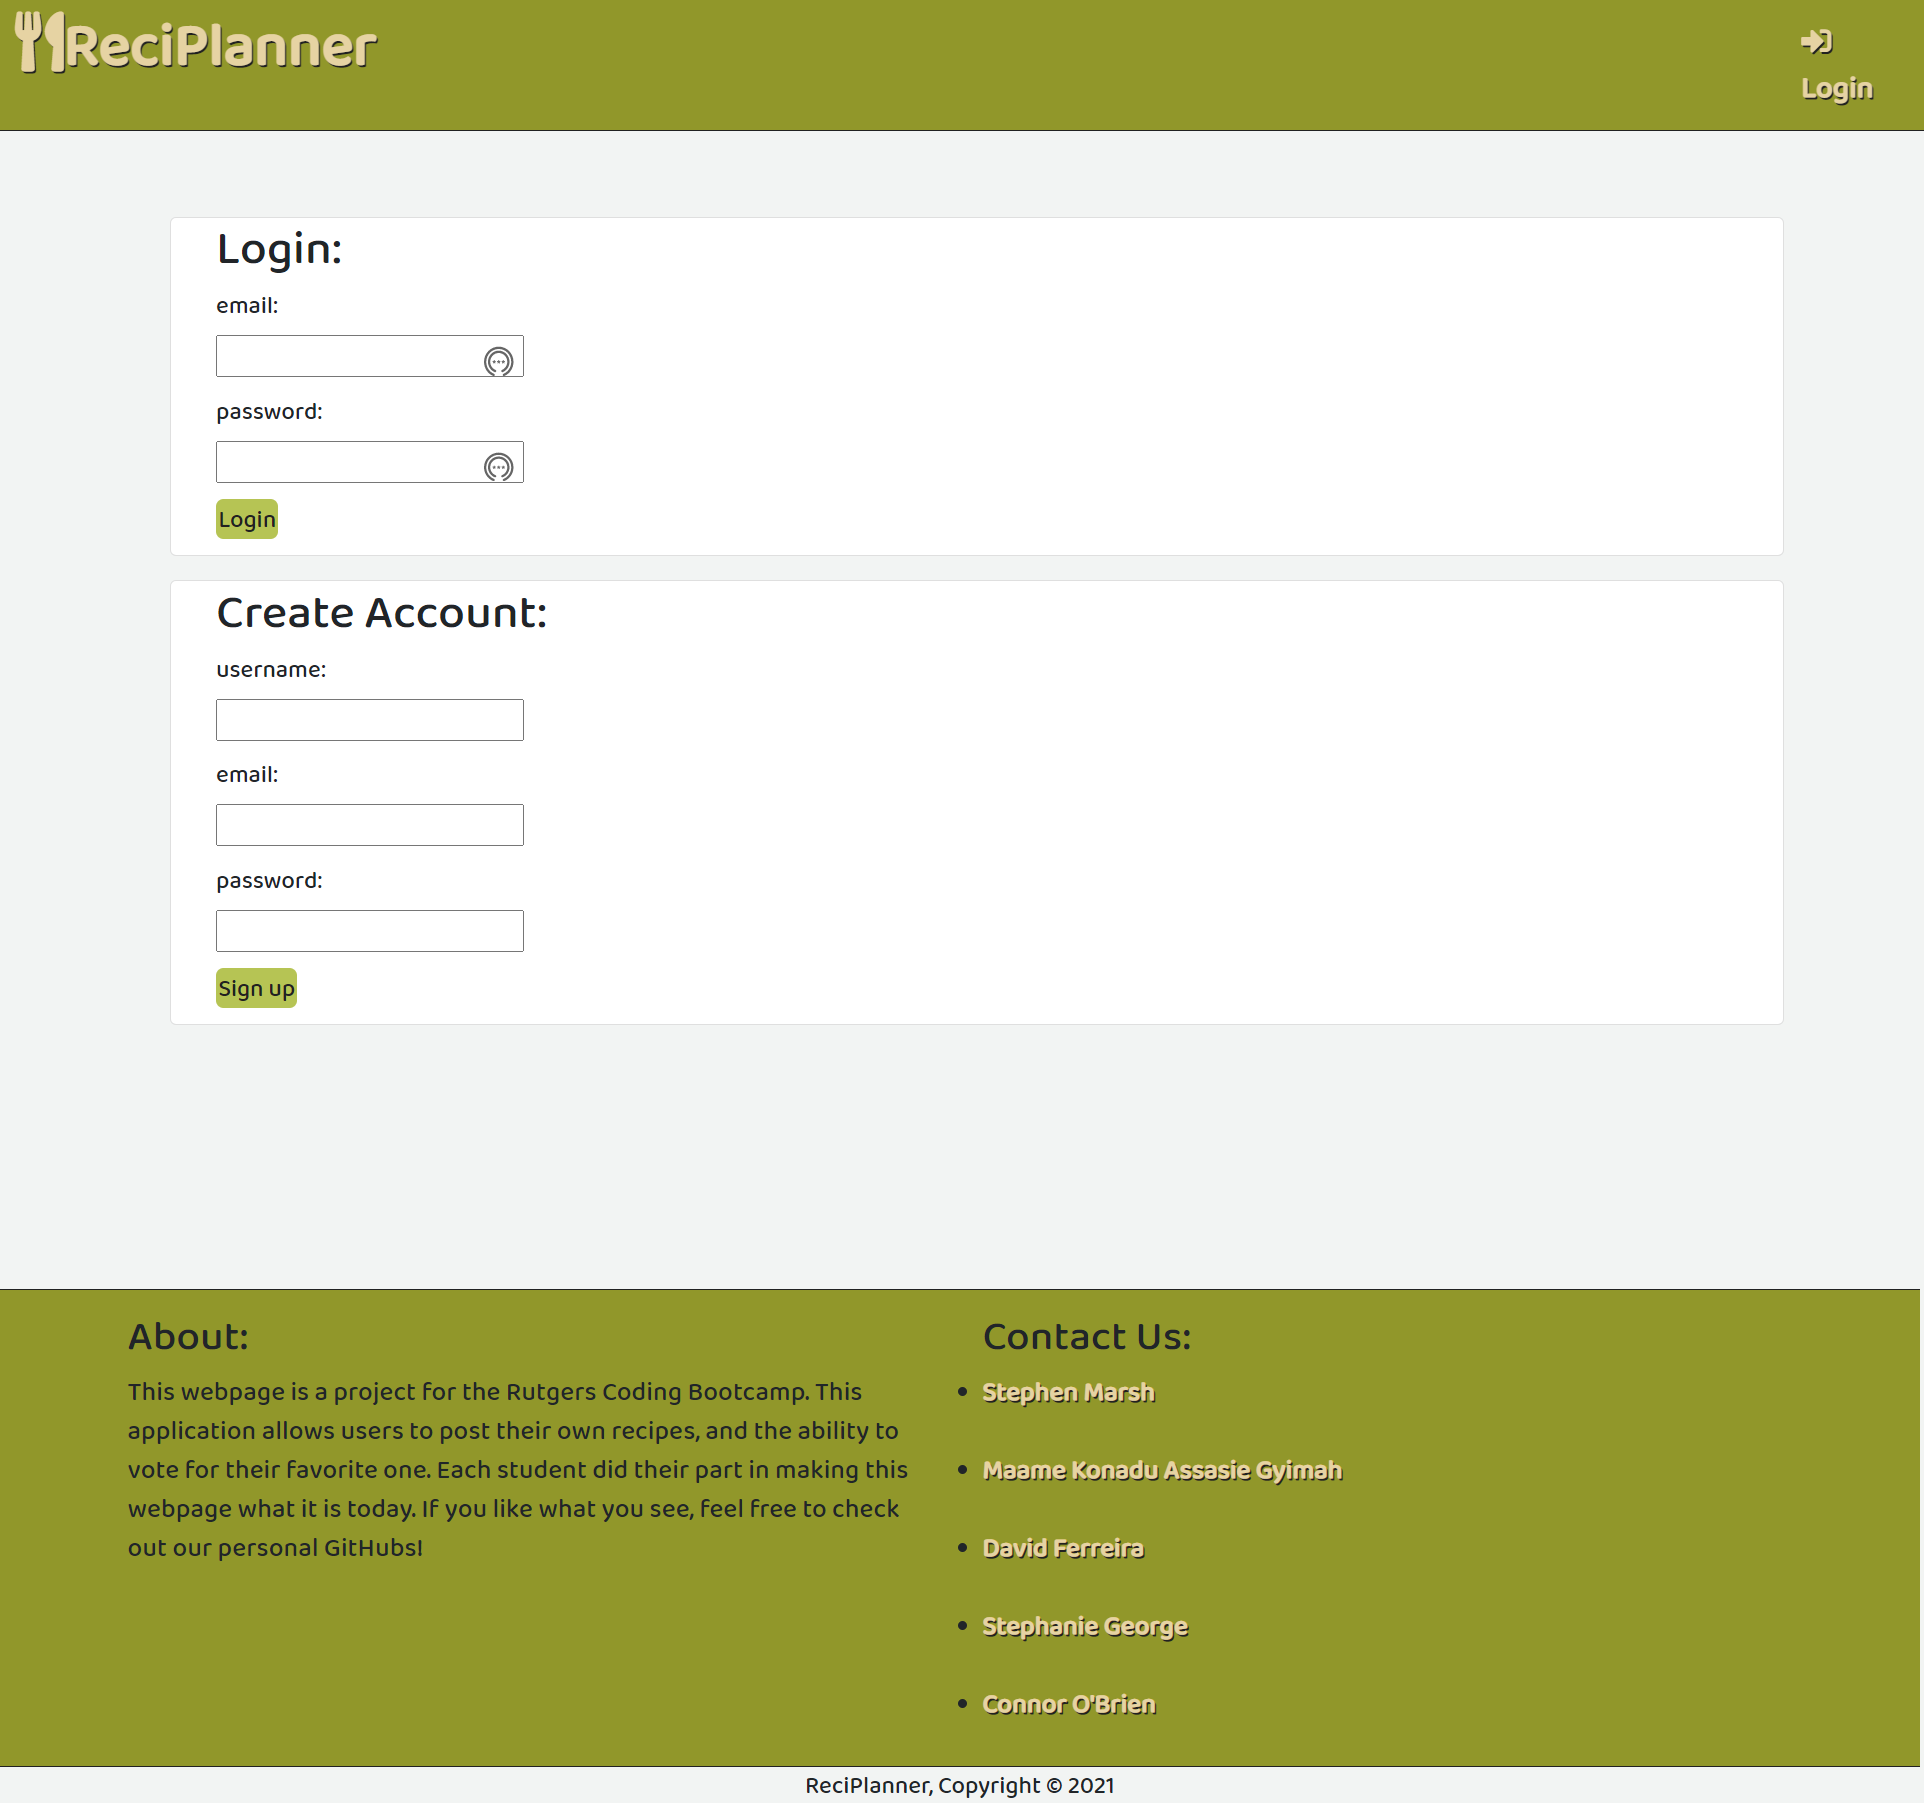 ReciPlanner
Login
Login:
email:
password:
Login
Create Account:
username:
email:
password:
Sign up
About:
This webpage is a project for the Rutgers Coding Bootcamp. This
application allows users to post their own recipes, and the ability to
vote for their favorite one. Each student did their part in making this
webpage what it is today. If you like what you see, feel free to check
out our personal GitHubs!
Contact Us:
Stephen Marsh
Maame Konadu Assasie Gyimah
David Ferreira
Stephanie George
Connor O'Brien
ReciPlanner, Copyright © 2021